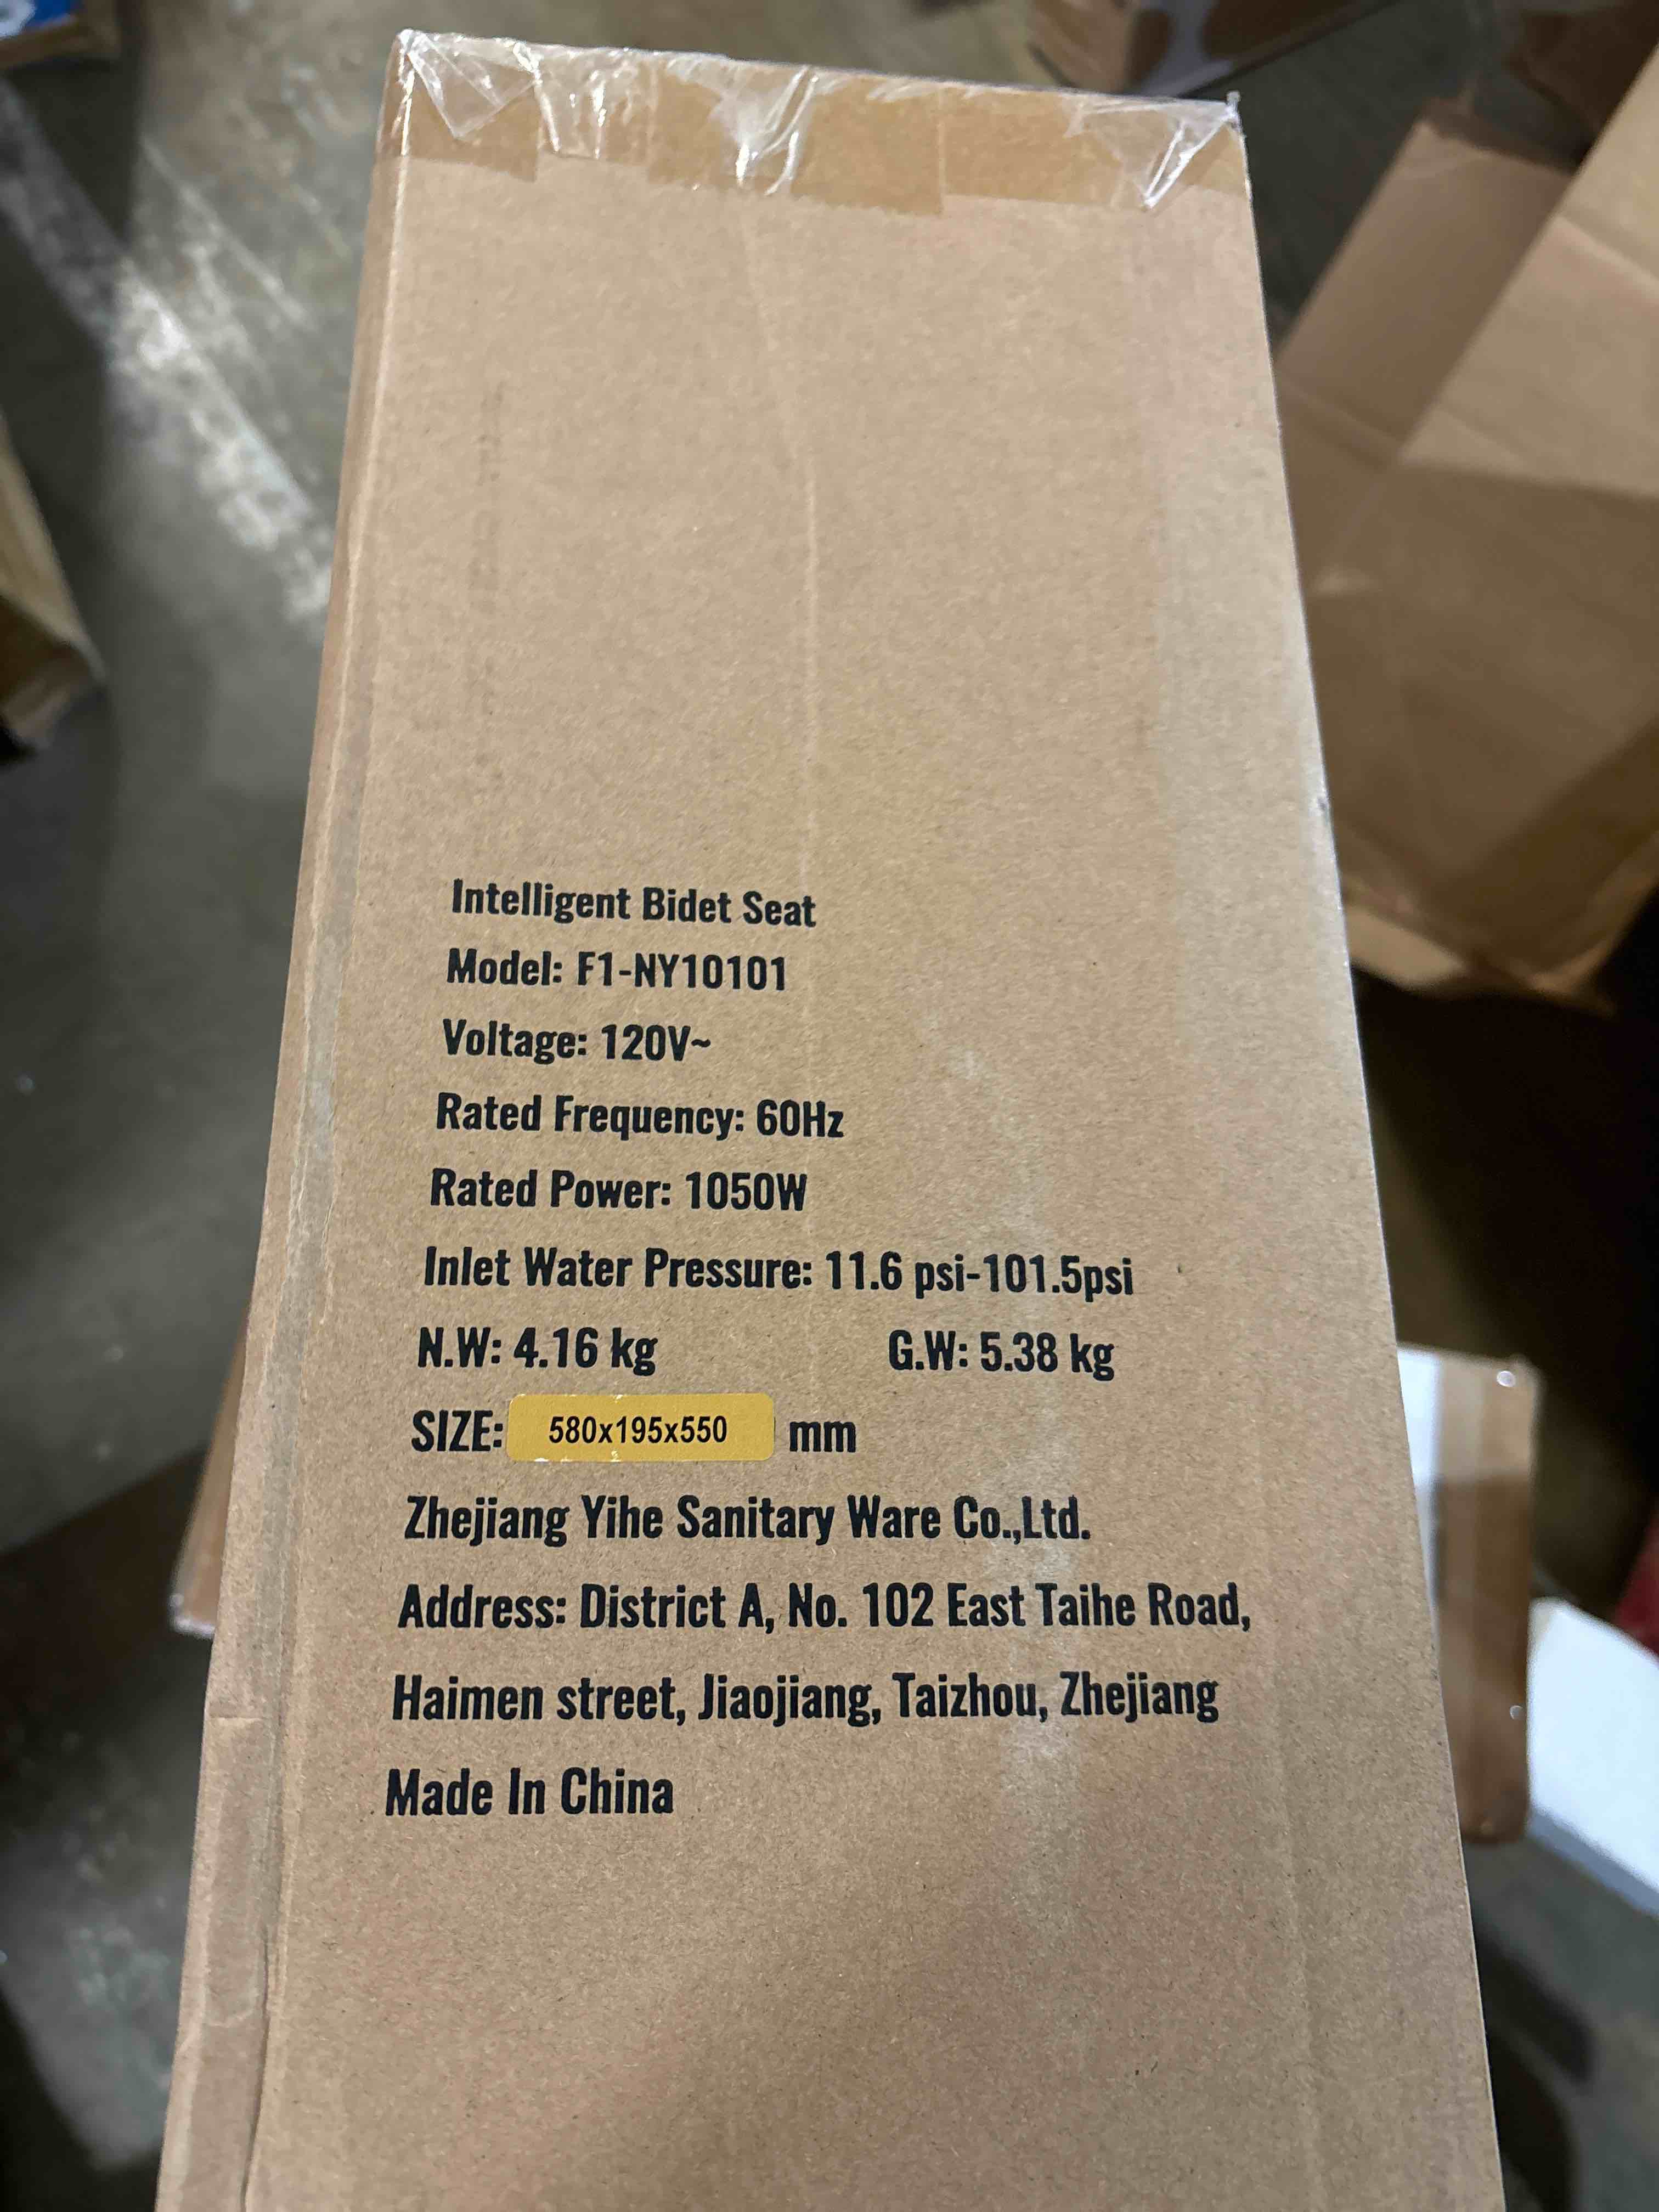 Intelligent Bidet Seat
Model: F1-NY10101
Voltage: 120V~
Rated Frequency: 60Hz
Rated Power: 1050W
Inlet Water Pressure: 11.6 psi-101.5psi
N.W: 4.16 kg G.W: 5.38 kg
SIZE: 580x195x550 mm
Zhejiang Yihe Sanitary Ware Co.,Ltd.
Address: District A, No. 102 East Taihe Road,
Haimen street, Jiaojiang, Taizhou, Zhejiang
Made In China